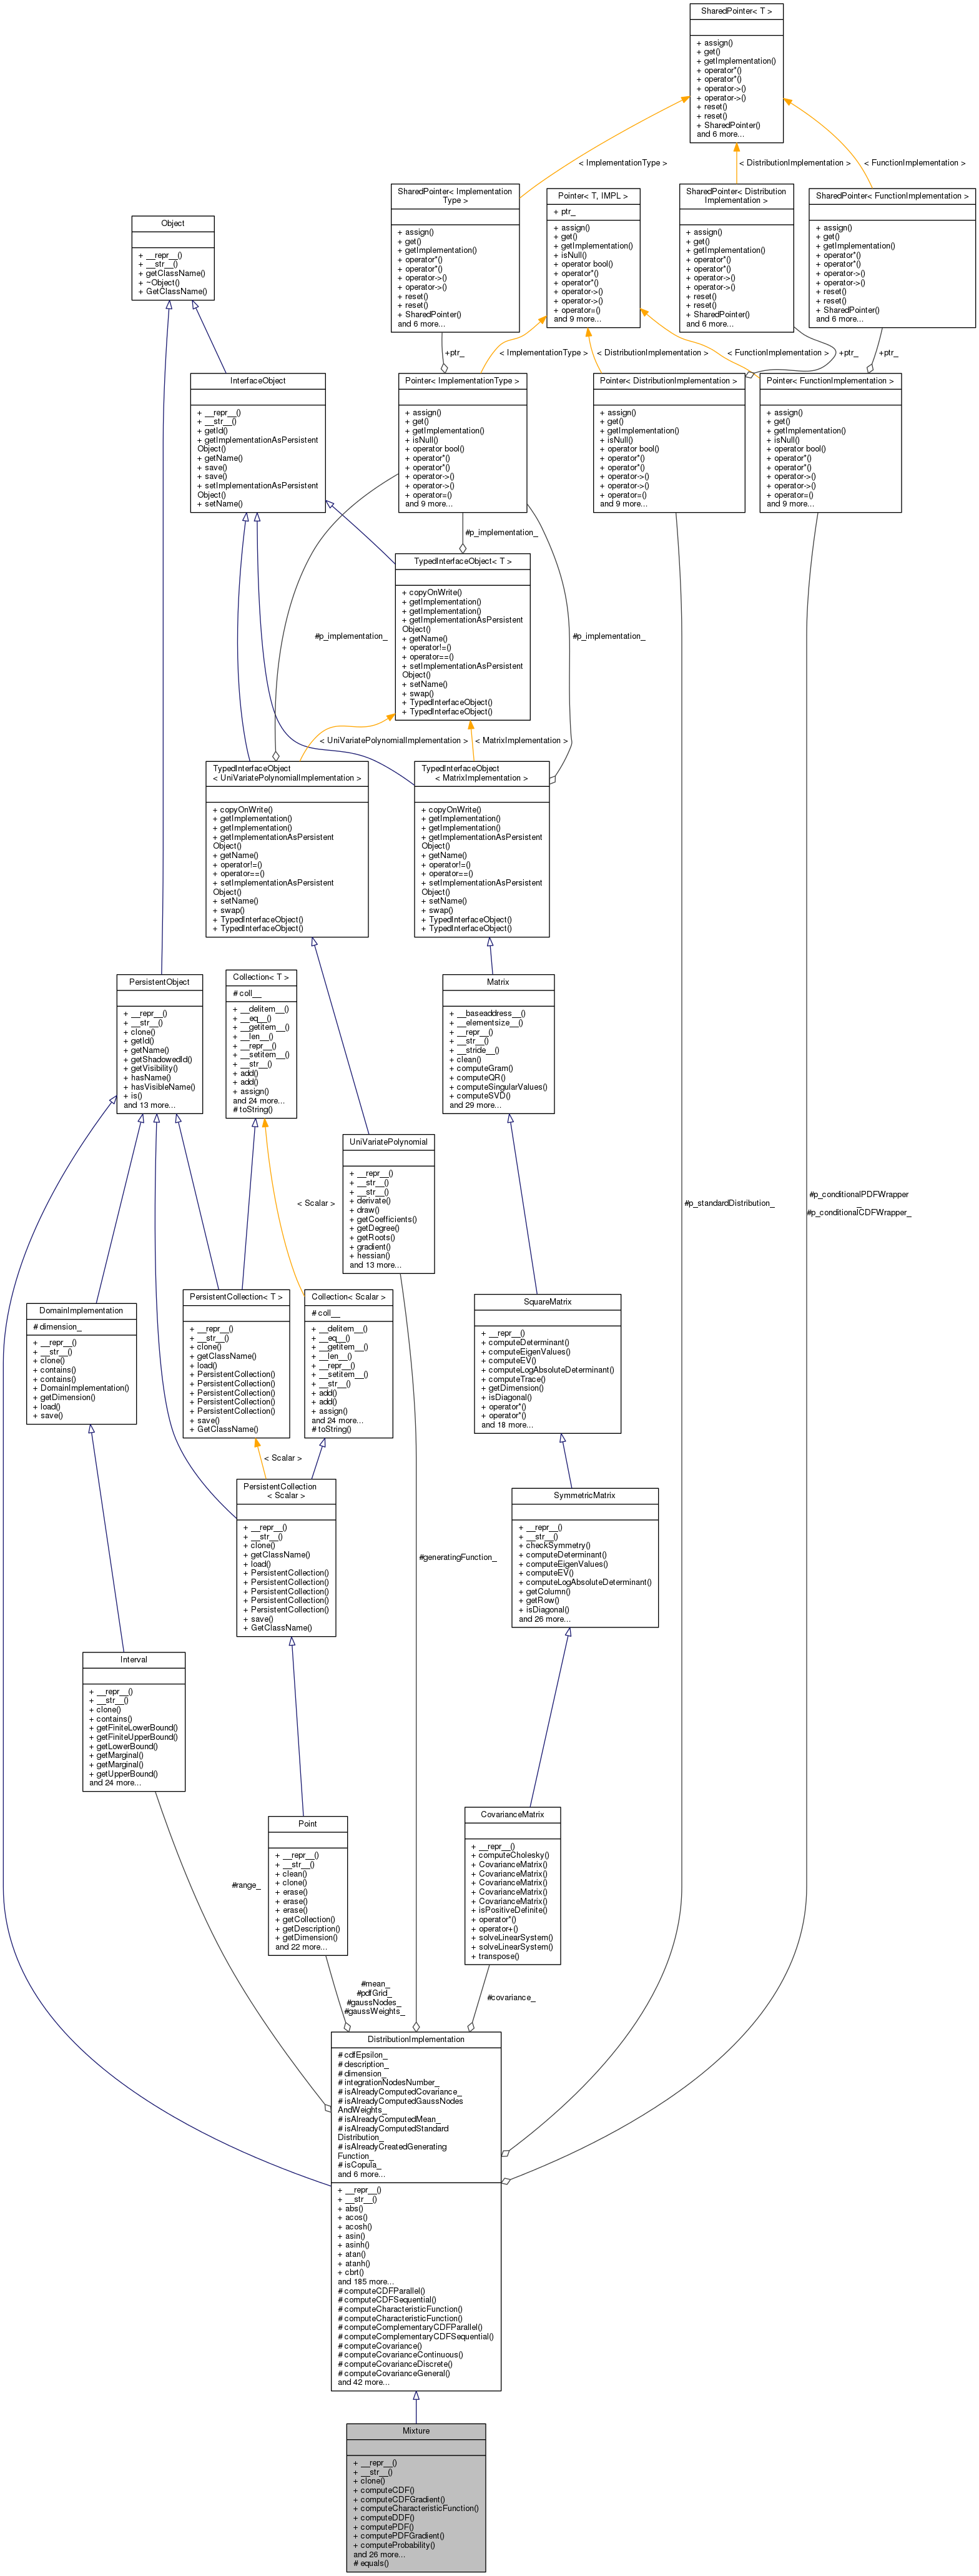 SharedPointer< T >
+ assign()
+ get()
+ getImplementation()
+ operator*()
+ operator*()
+ operator->()
+ operator->()
+ reset()
+ reset()
+ SharedPointer()
and 6 more...
< ImplementationType >
< DistributionImplementation >
< FunctionImplementation >
SharedPointer< Implementation
Type >
+ assign()
+ get()
+ getImplementation()
+ operator*()
+ operator*()
+ operator->()
+ operator->()
+ reset()
+ reset()
+ SharedPointer()
and 6 more...
Pointer< T, IMPL >
+ ptr_
+ assign()
+ get()
+ getImplementation()
+ isNull()
+ operator bool()
+ operator*()
+ operator*()
+ operator->()
+ operator->()
+ operator=()
and 9 more...
SharedPointer< Distribution
Implementation >
+ assign()
+ get()
+ getImplementation()
+ operator*()
+ operator*()
+ operator->()
+ operator->()
+ reset()
+ reset()
+ SharedPointer()
and 6 more...
SharedPointer< FunctionImplementation >
+ assign()
+ get()
+ getImplementation()
+ operator*()
+ operator*()
+ operator->()
+ operator->()
+ reset()
+ reset()
+ SharedPointer()
and 6 more...
Object
+ __repr__()
+ __str__()
+ getClassName()
+ ~Object()
+ GetClassName()
+ptr_
< ImplementationType >
< DistributionImplementation >
< FunctionImplementation >
+ptr_
+ptr_
InterfaceObject
+ __repr__()
+ __str__()
+ getId()
+ getImplementationAsPersistent
Object()
+ getName()
+ save()
+ save()
+ setImplementationAsPersistent
Object()
+ setName()
Pointer< ImplementationType >
+ assign()
+ get()
+ getImplementation()
+ isNull()
+ operator bool()
+ operator*()
+ operator*()
+ operator->()
+ operator->()
+ operator=()
and 9 more...
Pointer< DistributionImplementation >
+ assign()
+ get()
+ getImplementation()
+ isNull()
+ operator bool()
+ operator*()
+ operator*()
+ operator->()
+ operator->()
+ operator=()
and 9 more...
Pointer< FunctionImplementation >
+ assign()
+ get()
+ getImplementation()
+ isNull()
+ operator bool()
+ operator*()
+ operator*()
+ operator->()
+ operator->()
+ operator=()
and 9 more...
#p_implementation_
TypedInterfaceObject< T >
+ copyOnWrite()
+ getImplementation()
+ getImplementation()
+ getImplementationAsPersistent
Object()
+ getName()
+ operator!=()
+ operator==()
+ setImplementationAsPersistent
Object()
+ setName()
+ swap()
+ TypedInterfaceObject()
+ TypedInterfaceObject()
#p_implementation_
#p_implementation_
< UniVariatePolynomialImplementation >
< MatrixImplementation >
TypedInterfaceObject
< UniVariatePolynomialImplementation >
+ copyOnWrite()
+ getImplementation()
+ getImplementation()
+ getImplementationAsPersistent
Object()
+ getName()
+ operator!=()
+ operator==()
+ setImplementationAsPersistent
Object()
+ setName()
+ swap()
+ TypedInterfaceObject()
+ TypedInterfaceObject()
TypedInterfaceObject
< MatrixImplementation >
+ copyOnWrite()
+ getImplementation()
+ getImplementation()
+ getImplementationAsPersistent
Object()
+ getName()
+ operator!=()
+ operator==()
+ setImplementationAsPersistent
Object()
+ setName()
+ swap()
+ TypedInterfaceObject()
+ TypedInterfaceObject()
PersistentObject
+ __repr__()
+ __str__()
+ clone()
+ getId()
+ getName()
+ getShadowedId()
+ getVisibility()
+ hasName()
+ hasVisibleName()
+ is()
and 13 more...
Collection< T >
# coll__
+ __delitem__()
+ __eq__()
+ __getitem__()
+ __len__()
+ __repr__()
+ __setitem__()
+ __str__()
+ add()
+ add()
+ assign()
and 24 more...
# toString()
Matrix
+ __baseaddress__()
+ __elementsize__()
+ __repr__()
+ __str__()
+ __stride__()
+ clean()
+ computeGram()
+ computeQR()
+ computeSingularValues()
+ computeSVD()
and 29 more...
UniVariatePolynomial
+ __repr__()
+ __str__()
+ __str__()
+ derivate()
+ draw()
+ getCoefficients()
+ getDegree()
+ getRoots()
+ gradient()
+ hessian()
and 13 more...
< Scalar >
#p_standardDistribution_
#p_conditionalPDFWrapper
_
#p_conditionalCDFWrapper_
DomainImplementation
# dimension_
+ __repr__()
+ __str__()
+ clone()
+ contains()
+ contains()
+ DomainImplementation()
+ getDimension()
+ load()
+ save()
PersistentCollection< T >
+ __repr__()
+ __str__()
+ clone()
+ getClassName()
+ load()
+ PersistentCollection()
+ PersistentCollection()
+ PersistentCollection()
+ PersistentCollection()
+ PersistentCollection()
+ save()
+ GetClassName()
Collection< Scalar >
# coll__
+ __delitem__()
+ __eq__()
+ __getitem__()
+ __len__()
+ __repr__()
+ __setitem__()
+ __str__()
+ add()
+ add()
+ assign()
and 24 more...
# toString()
SquareMatrix
+ __repr__()
+ computeDeterminant()
+ computeEigenValues()
+ computeEV()
+ computeLogAbsoluteDeterminant()
+ computeTrace()
+ getDimension()
+ isDiagonal()
+ operator*()
+ operator*()
and 18 more...
< Scalar >
PersistentCollection
< Scalar >
+ __repr__()
+ __str__()
+ clone()
+ getClassName()
+ load()
+ PersistentCollection()
+ PersistentCollection()
+ PersistentCollection()
+ PersistentCollection()
+ PersistentCollection()
+ save()
+ GetClassName()
SymmetricMatrix
+ __repr__()
+ __str__()
+ checkSymmetry()
+ computeDeterminant()
+ computeEigenValues()
+ computeEV()
+ computeLogAbsoluteDeterminant()
+ getColumn()
+ getRow()
+ isDiagonal()
and 26 more...
#generatingFunction_
Interval
+ __repr__()
+ __str__()
+ clone()
+ contains()
+ getFiniteLowerBound()
+ getFiniteUpperBound()
+ getLowerBound()
+ getMarginal()
+ getMarginal()
+ getUpperBound()
and 24 more...
Point
+ __repr__()
+ __str__()
+ clean()
+ clone()
+ erase()
+ erase()
+ erase()
+ getCollection()
+ getDescription()
+ getDimension()
and 22 more...
CovarianceMatrix
+ __repr__()
+ computeCholesky()
+ CovarianceMatrix()
+ CovarianceMatrix()
+ CovarianceMatrix()
+ CovarianceMatrix()
+ CovarianceMatrix()
+ isPositiveDefinite()
+ operator*()
+ operator+()
+ solveLinearSystem()
+ solveLinearSystem()
+ transpose()
#range_
#mean_
#pdfGrid_
#gaussNodes_
#gaussWeights_
#covariance_
DistributionImplementation
# cdfEpsilon_
# description_
# dimension_
# integrationNodesNumber_
# isAlreadyComputedCovariance_
# isAlreadyComputedGaussNodes
AndWeights_
# isAlreadyComputedMean_
# isAlreadyComputedStandard
Distribution_
# isAlreadyCreatedGenerating
Function_
# isCopula_
and 6 more...
+ __repr__()
+ __str__()
+ abs()
+ acos()
+ acosh()
+ asin()
+ asinh()
+ atan()
+ atanh()
+ cbrt()
and 185 more...
# computeCDFParallel()
# computeCDFSequential()
# computeCharacteristicFunction()
# computeCharacteristicFunction()
# computeComplementaryCDFParallel()
# computeComplementaryCDFSequential()
# computeCovariance()
# computeCovarianceContinuous()
# computeCovarianceDiscrete()
# computeCovarianceGeneral()
and 42 more...
Mixture
+ __repr__()
+ __str__()
+ clone()
+ computeCDF()
+ computeCDFGradient()
+ computeCharacteristicFunction()
+ computeDDF()
+ computePDF()
+ computePDFGradient()
+ computeProbability()
and 26 more...
# equals()